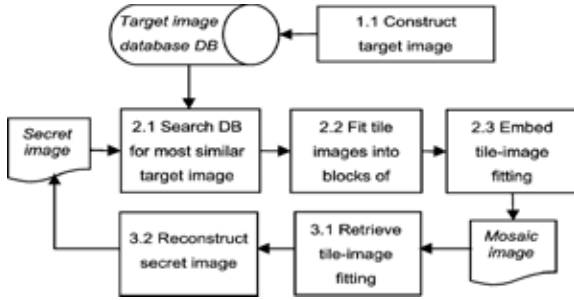 Target image
database DB
1.1 Construct
target image
Secret
image
2.1 Search DB
for most similar
target image
2.2 Fit tile
images into
blocks of
2.3 Embed
tile-image
fitting
3.2 Reconstruct
secret image
3.1 Retrieve
tile-image
fitting
Mosaic
image